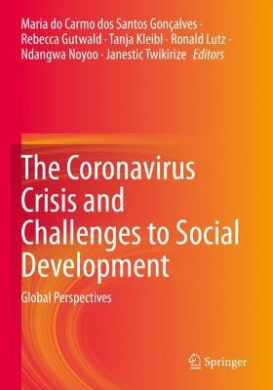 Maria do Carmo dos Santos Gonçalves ·
Rebecca Gutwald · Tanja Kleibl · Ronald Lutz ·
Ndangwa Noyoo · Janestic Twikirize Editors
The Coronavirus
Crisis and
Challenges to Social
Development
Global Perspectives
Springer